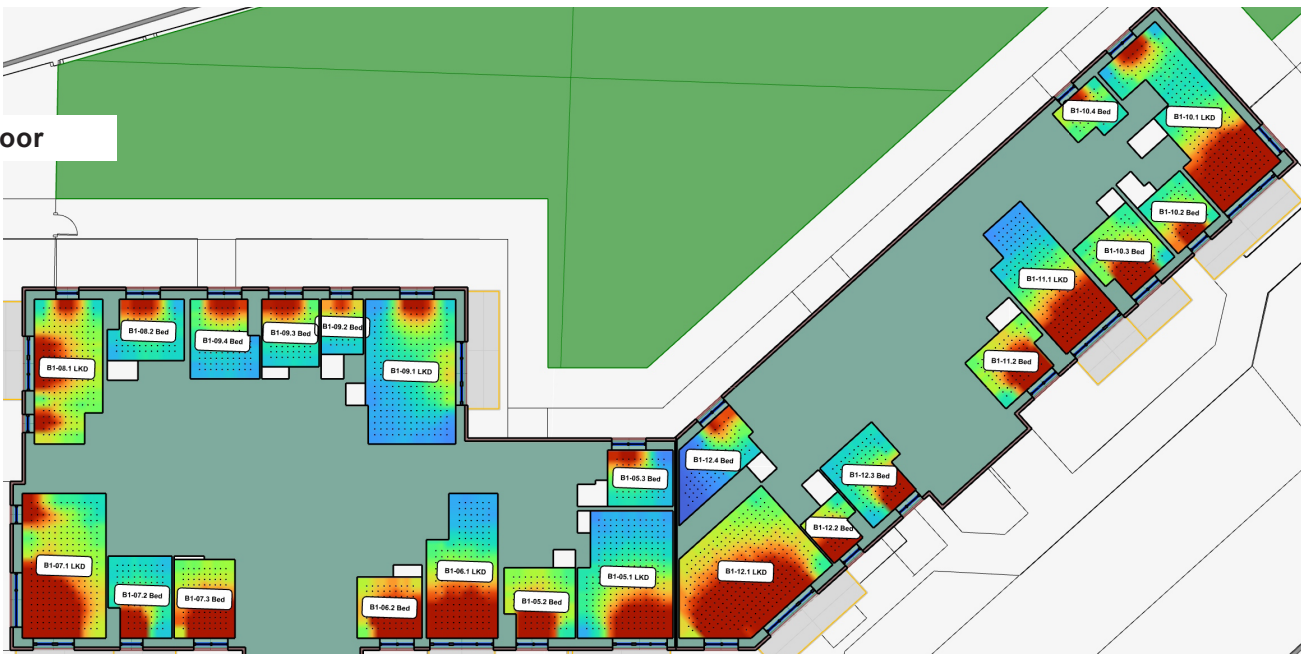 oor
B1-10.4 Bed
B1-10.1 LKD
B1-10.2 Bed
B1-10.3 Bed
B1-11.1 LKD
B1-11.2 Bed
B1-08.2 Bed
B1-09.4 Bed
B1-09.3 Bed
B1-09.2 Bed
B1-08.1 LKD
B1-09.1 LKD
B1-12.4 Bed
B1-12.3 Bed
B1-05.3 Bed
B1-12.2 Bed
B1-12.1 LKD
B1-07.1 LKD
B1-07.2 Bed
B1-07.3 Bed
B1-06.1 LKD
B1-06.2 Bed
B1-05.2 Bed
B1-05.1 LKD